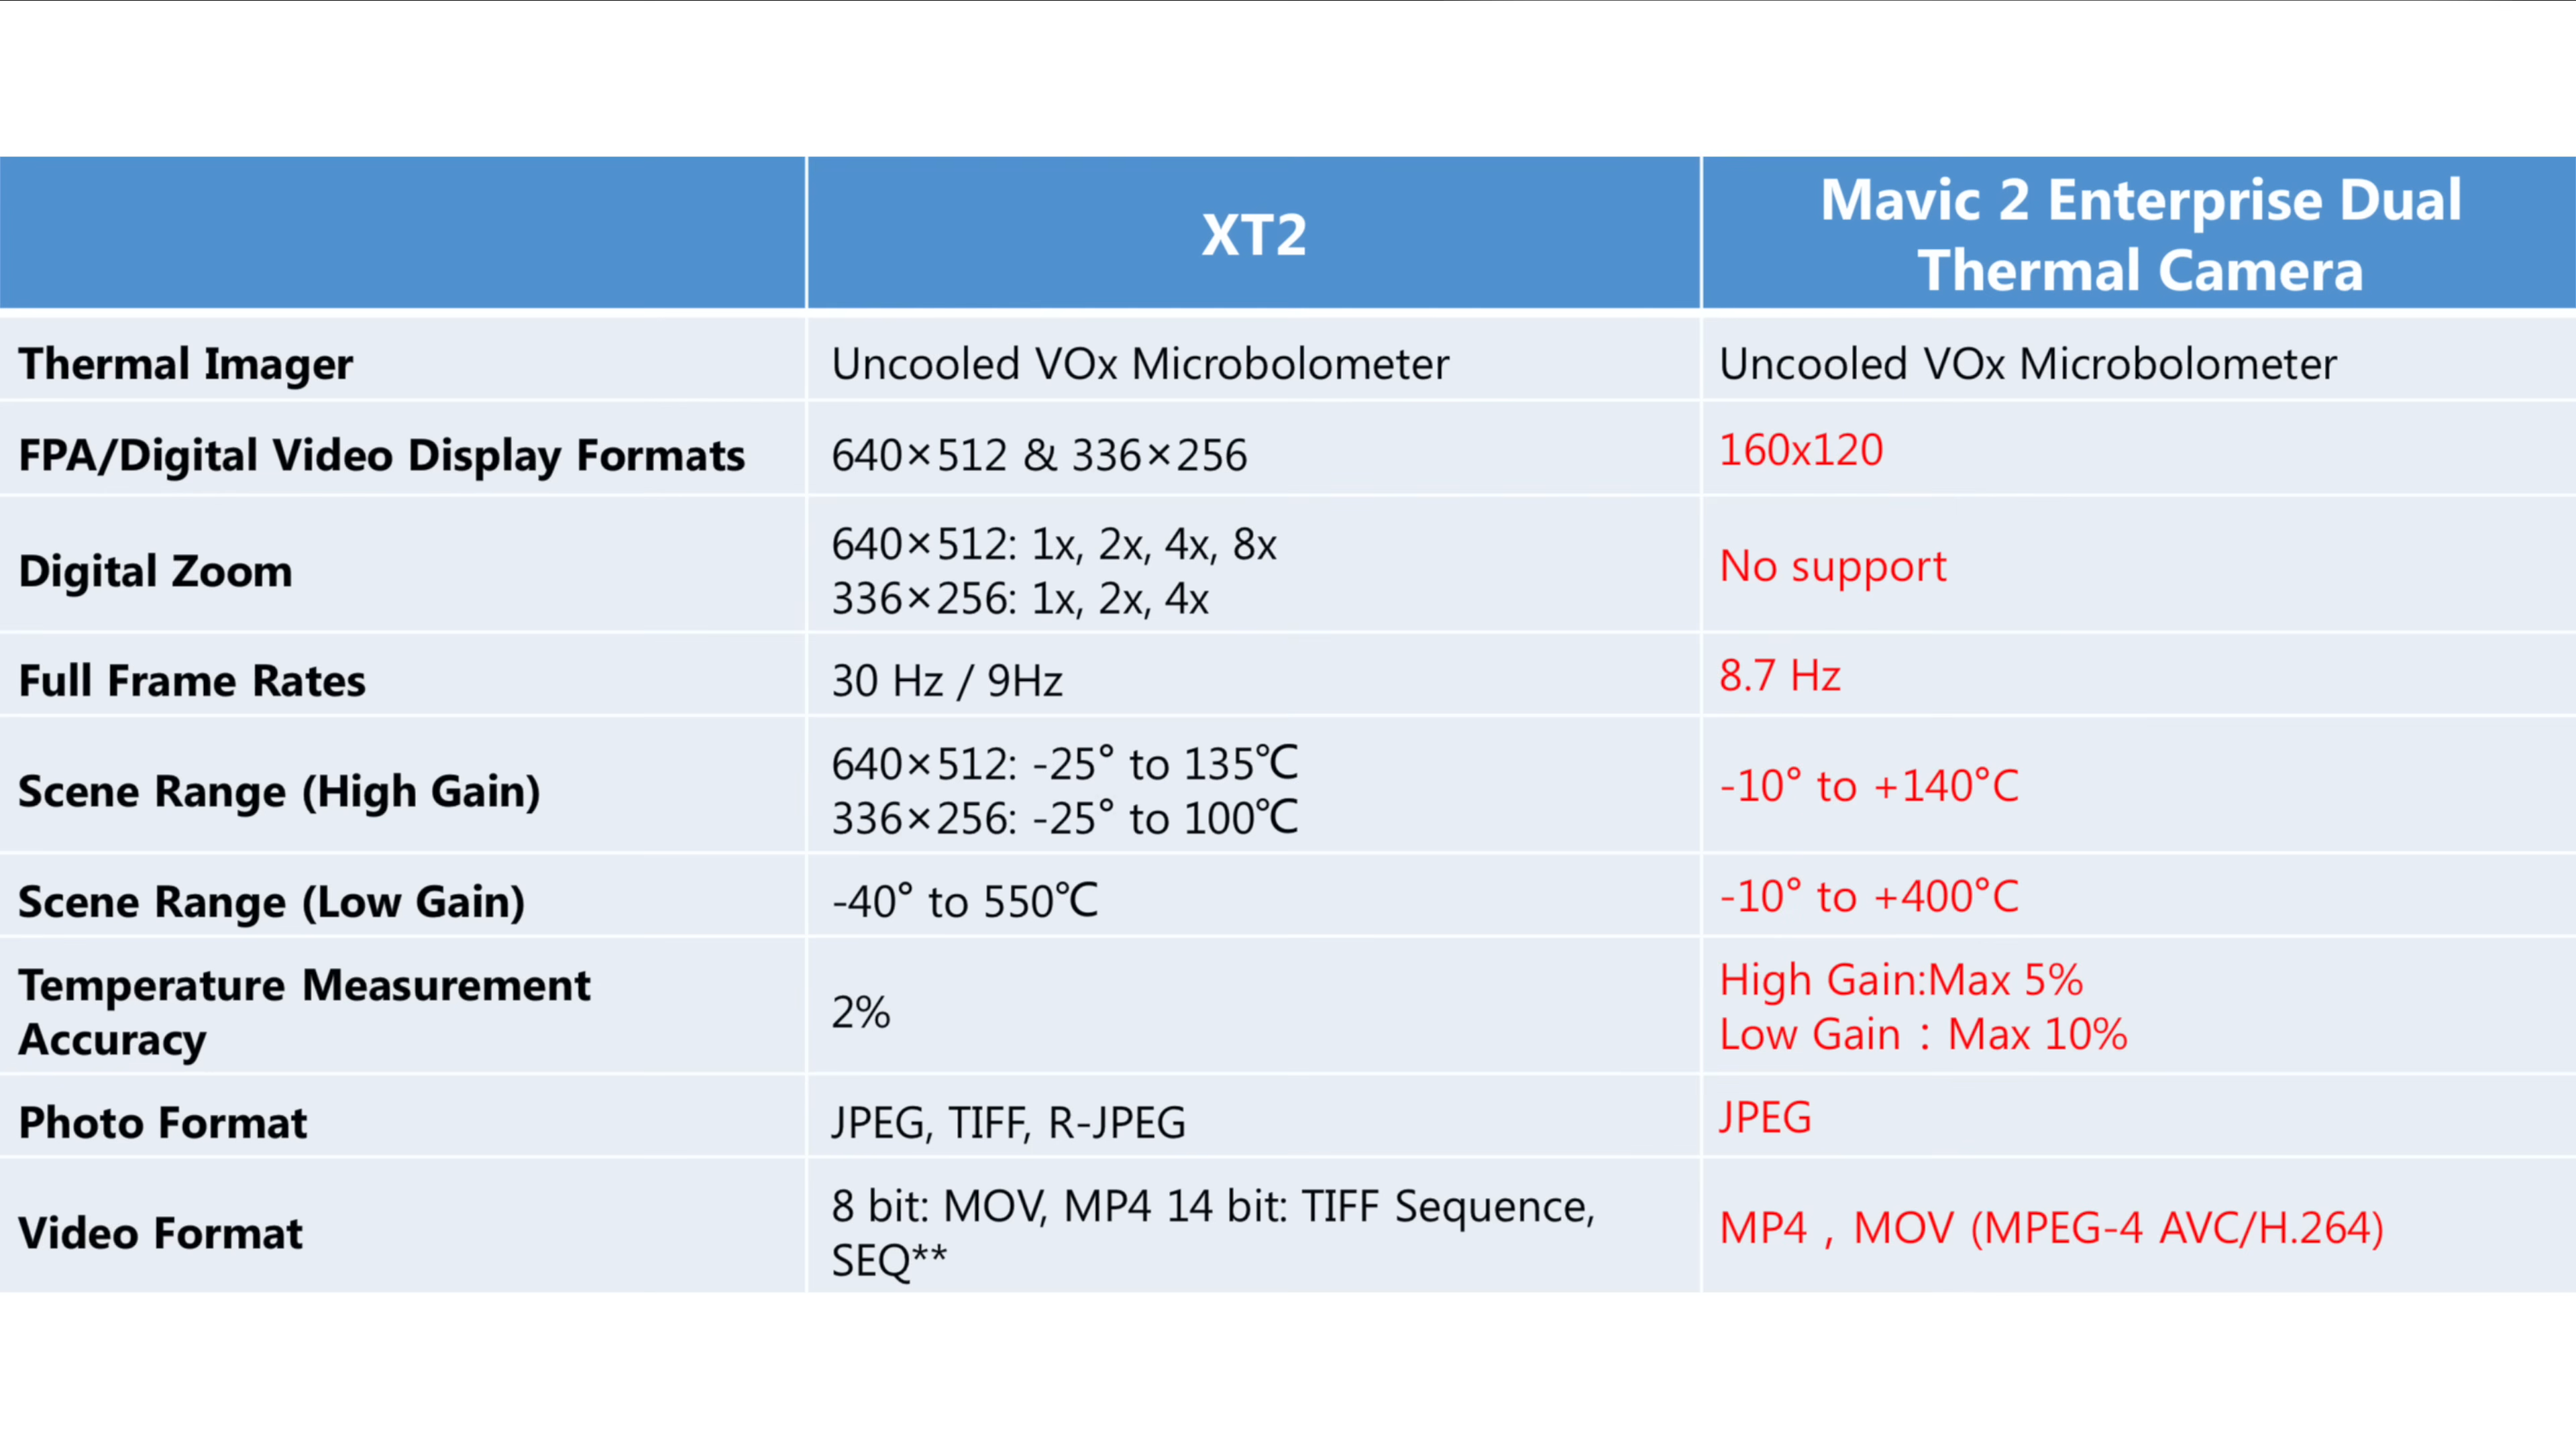 XT2
Mavic 2 Enterprise Dual
Thermal Camera
Thermal Imager
Uncooled VOx Microbolometer
Uncooled VOx Microbolometer
FPA/Digital Video Display Formats
640×512 & 336×256
160x120
Digital Zoom
640×512: 1x, 2x, 4x, 8x
336×256: 1x, 2x, 4x
No support
Full Frame Rates
30 Hz / 9Hz
8.7 Hz
Scene Range (High Gain)
640×512: -25° to 135℃
336×256: -25° to 100℃
-10° to +140°C
Scene Range (Low Gain)
-40° to 550℃
-10° to +400°C
Temperature Measurement
Accuracy
2%
High Gain:Max 5%
Low Gain：Max 10%
Photo Format
JPEG, TIFF, R-JPEG
JPEG
Video Format
8 bit: MOV, MP4 14 bit: TIFF Sequence,
SEQ**
MP4，MOV (MPEG-4 AVC/H.264)